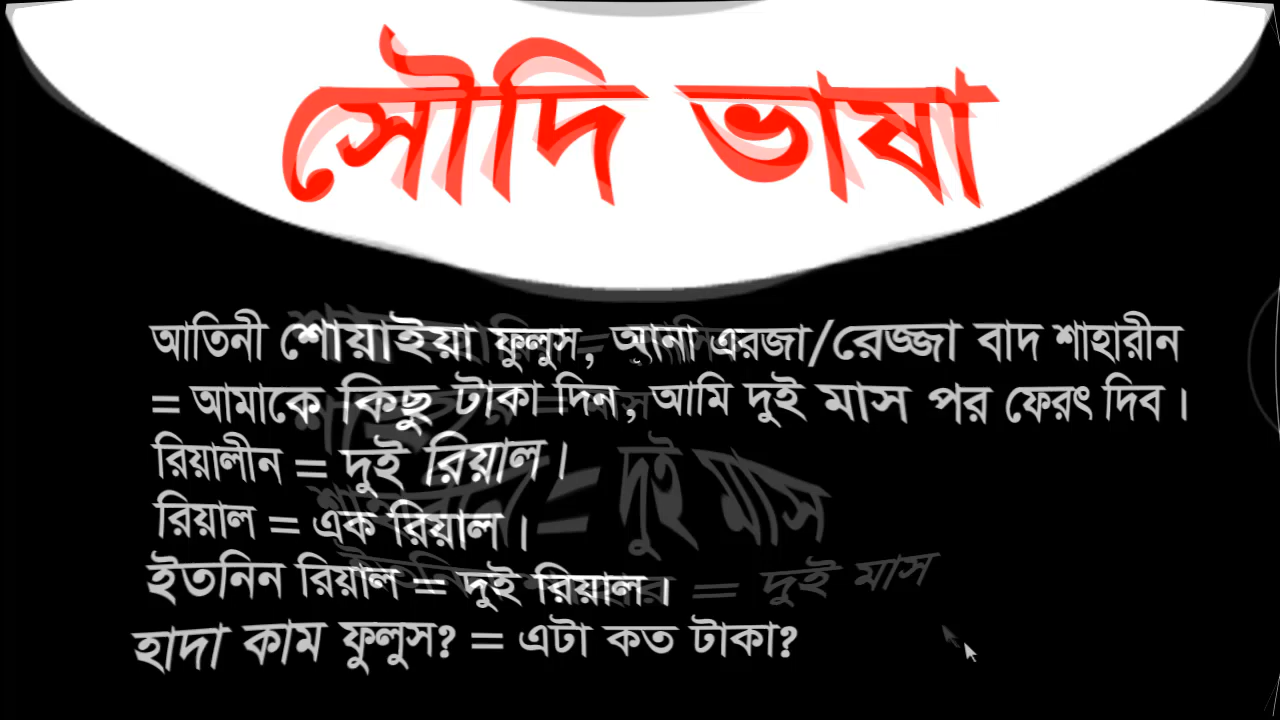 সৌদি ভাষা
আতিনী শোয়াইয়া ফুলুস, আনা এরজা/রেজ্জা বাদ শাহারীন
= আমাকে কিছু টাকা দিন, আমি দুই মাস পর ফেরৎ দিব।
রিয়ালীন = দুই রিয়াল।
রিয়াল = এক রিয়াল।
ইতনিন রিয়াল = দুই রিয়াল।
হাদা কাম ফুলুস? = এটা কত টাকা?
= দুই মাস
= দুই মাস